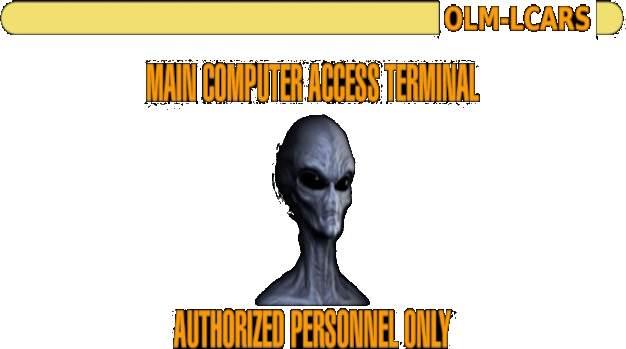 OLM-LCARS
MAIN COMPUTER ACCESS TERMINAL
AUTHORIZED PERSONNEL ONLY